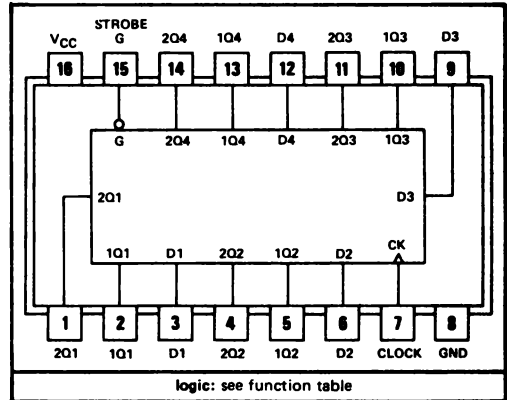 STROBE
VCC G 2Q4 1Q4 D4 2Q3 1Q3 D3
16 15 14 13 12 11 10 9
G 2Q4 1Q4 D4 2Q3 1Q3
2Q1 D3
CK
1Q1 D1 2Q2 1Q2 D2
1 2 3 4 5 6 7 8
2Q1 1Q1 D1 2Q2 1Q2 D2 CLOCK GND
logic: see function table